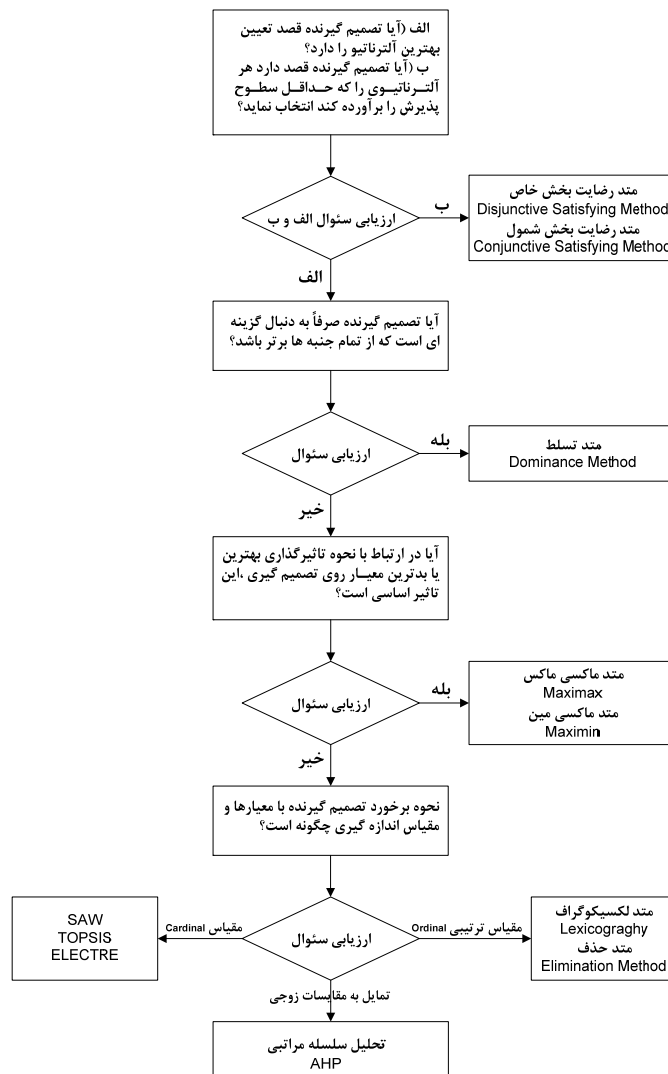 الف (آیا تصمیم گیرنده قصد تعیین
بهترین آلترناتیو را دارد؟
ب (آیا تصمیم گیرنده قصد دارد هر
آلترناتیوی را که حداقل سطوح
پذیرش را برآورده کند انتخاب نماید؟
ارزیابی سئوال الف و ب
ب
متد رضایت بخش خاص
Disjunctive Satisfying Method
متد رضایت بخش شمول
Conjunctive Satisfying Method
الف
آیا تصمیم گیرنده صرفاً به دنبال گزینه
ای است که از تمام جنبه ها برتر باشد؟
ارزیابی سئوال
بله
متد تسلط
Dominance Method
خیر
آیا در ارتباط با نحوه تاثیرگذاری بهترین
یا بدترین معیار روی تصمیم گیری ،این
تاثیر اساسی است؟
ارزیابی سئوال
بله
متد ماکسی ماکس
Maximax
متد ماکسی مین
Maximin
خیر
نحوه برخورد تصمیم گیرنده با معیارها و
مقیاس اندازه گیری چگونه است؟
ارزیابی سئوال
مقیاس ترتیبی Ordinal
متد لکسیکوگراف
Lexicograghy
متد حذف
Elimination Method
مقیاس Cardinal
SAW
TOPSIS
ELECTRE
تمایل به مقایسات زوجی
تحلیل سلسله مراتبی
AHP